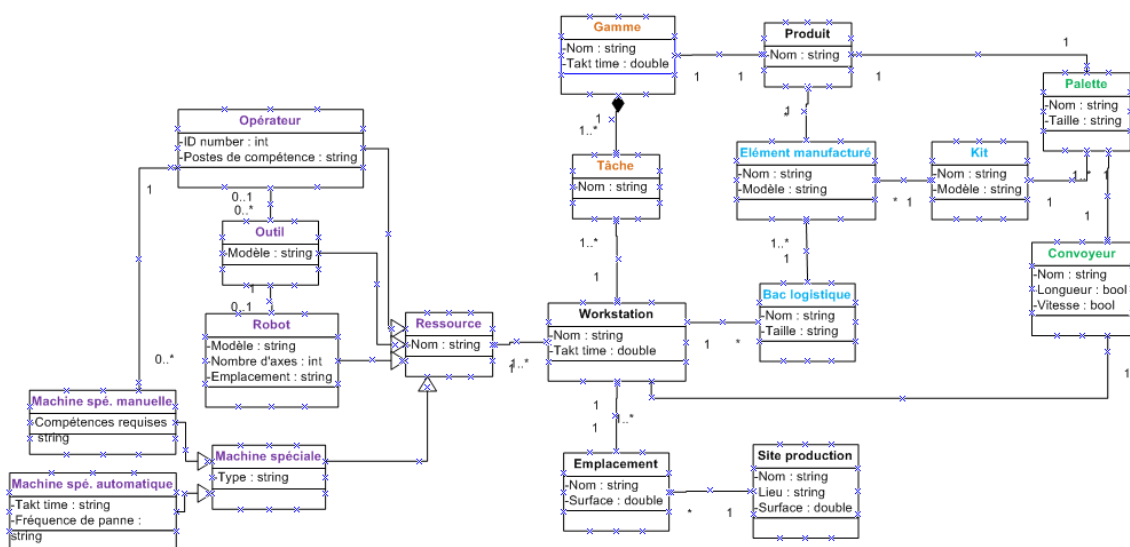 Gamme
-Nom : string
-Takt time : double
Produit
-Nom : string
1
1
1
1
Palette
-Nom : string
-Taille : string
Opérateur
-ID number : int
-Postes de compétence : string
1
1..*
1
*
Tâche
-Nom : string
Elément manufacturé
-Nom : string
-Modèle : string
Kit
-Nom : string
-Modèle : string
1
0..1
0..*
*
1
1
1..*
1
Outil
-Modèle : string
1..*
1
1..*
1
1
Convoyeur
-Nom : string
-Longueur : bool
-Vitesse : bool
1
0..1
Robot
-Modèle : string
-Nombre d'axes : int
-Emplacement : string
Ressource
-Nom : string
Workstation
-Nom : string
-Takt time : double
Bac logistique
-Nom : string
-Taille : string
1
*
0..*
1..*
1
1
Machine spé. manuelle
-Compétences requises
string
1
1
1..*
Machine spéciale
-Type : string
Emplacement
-Nom : string
-Surface : double
Site production
-Nom : string
-Lieu : string
-Surface : double
*
1
Machine spé. automatique
-Takt time : string
-Fréquence de panne :
string